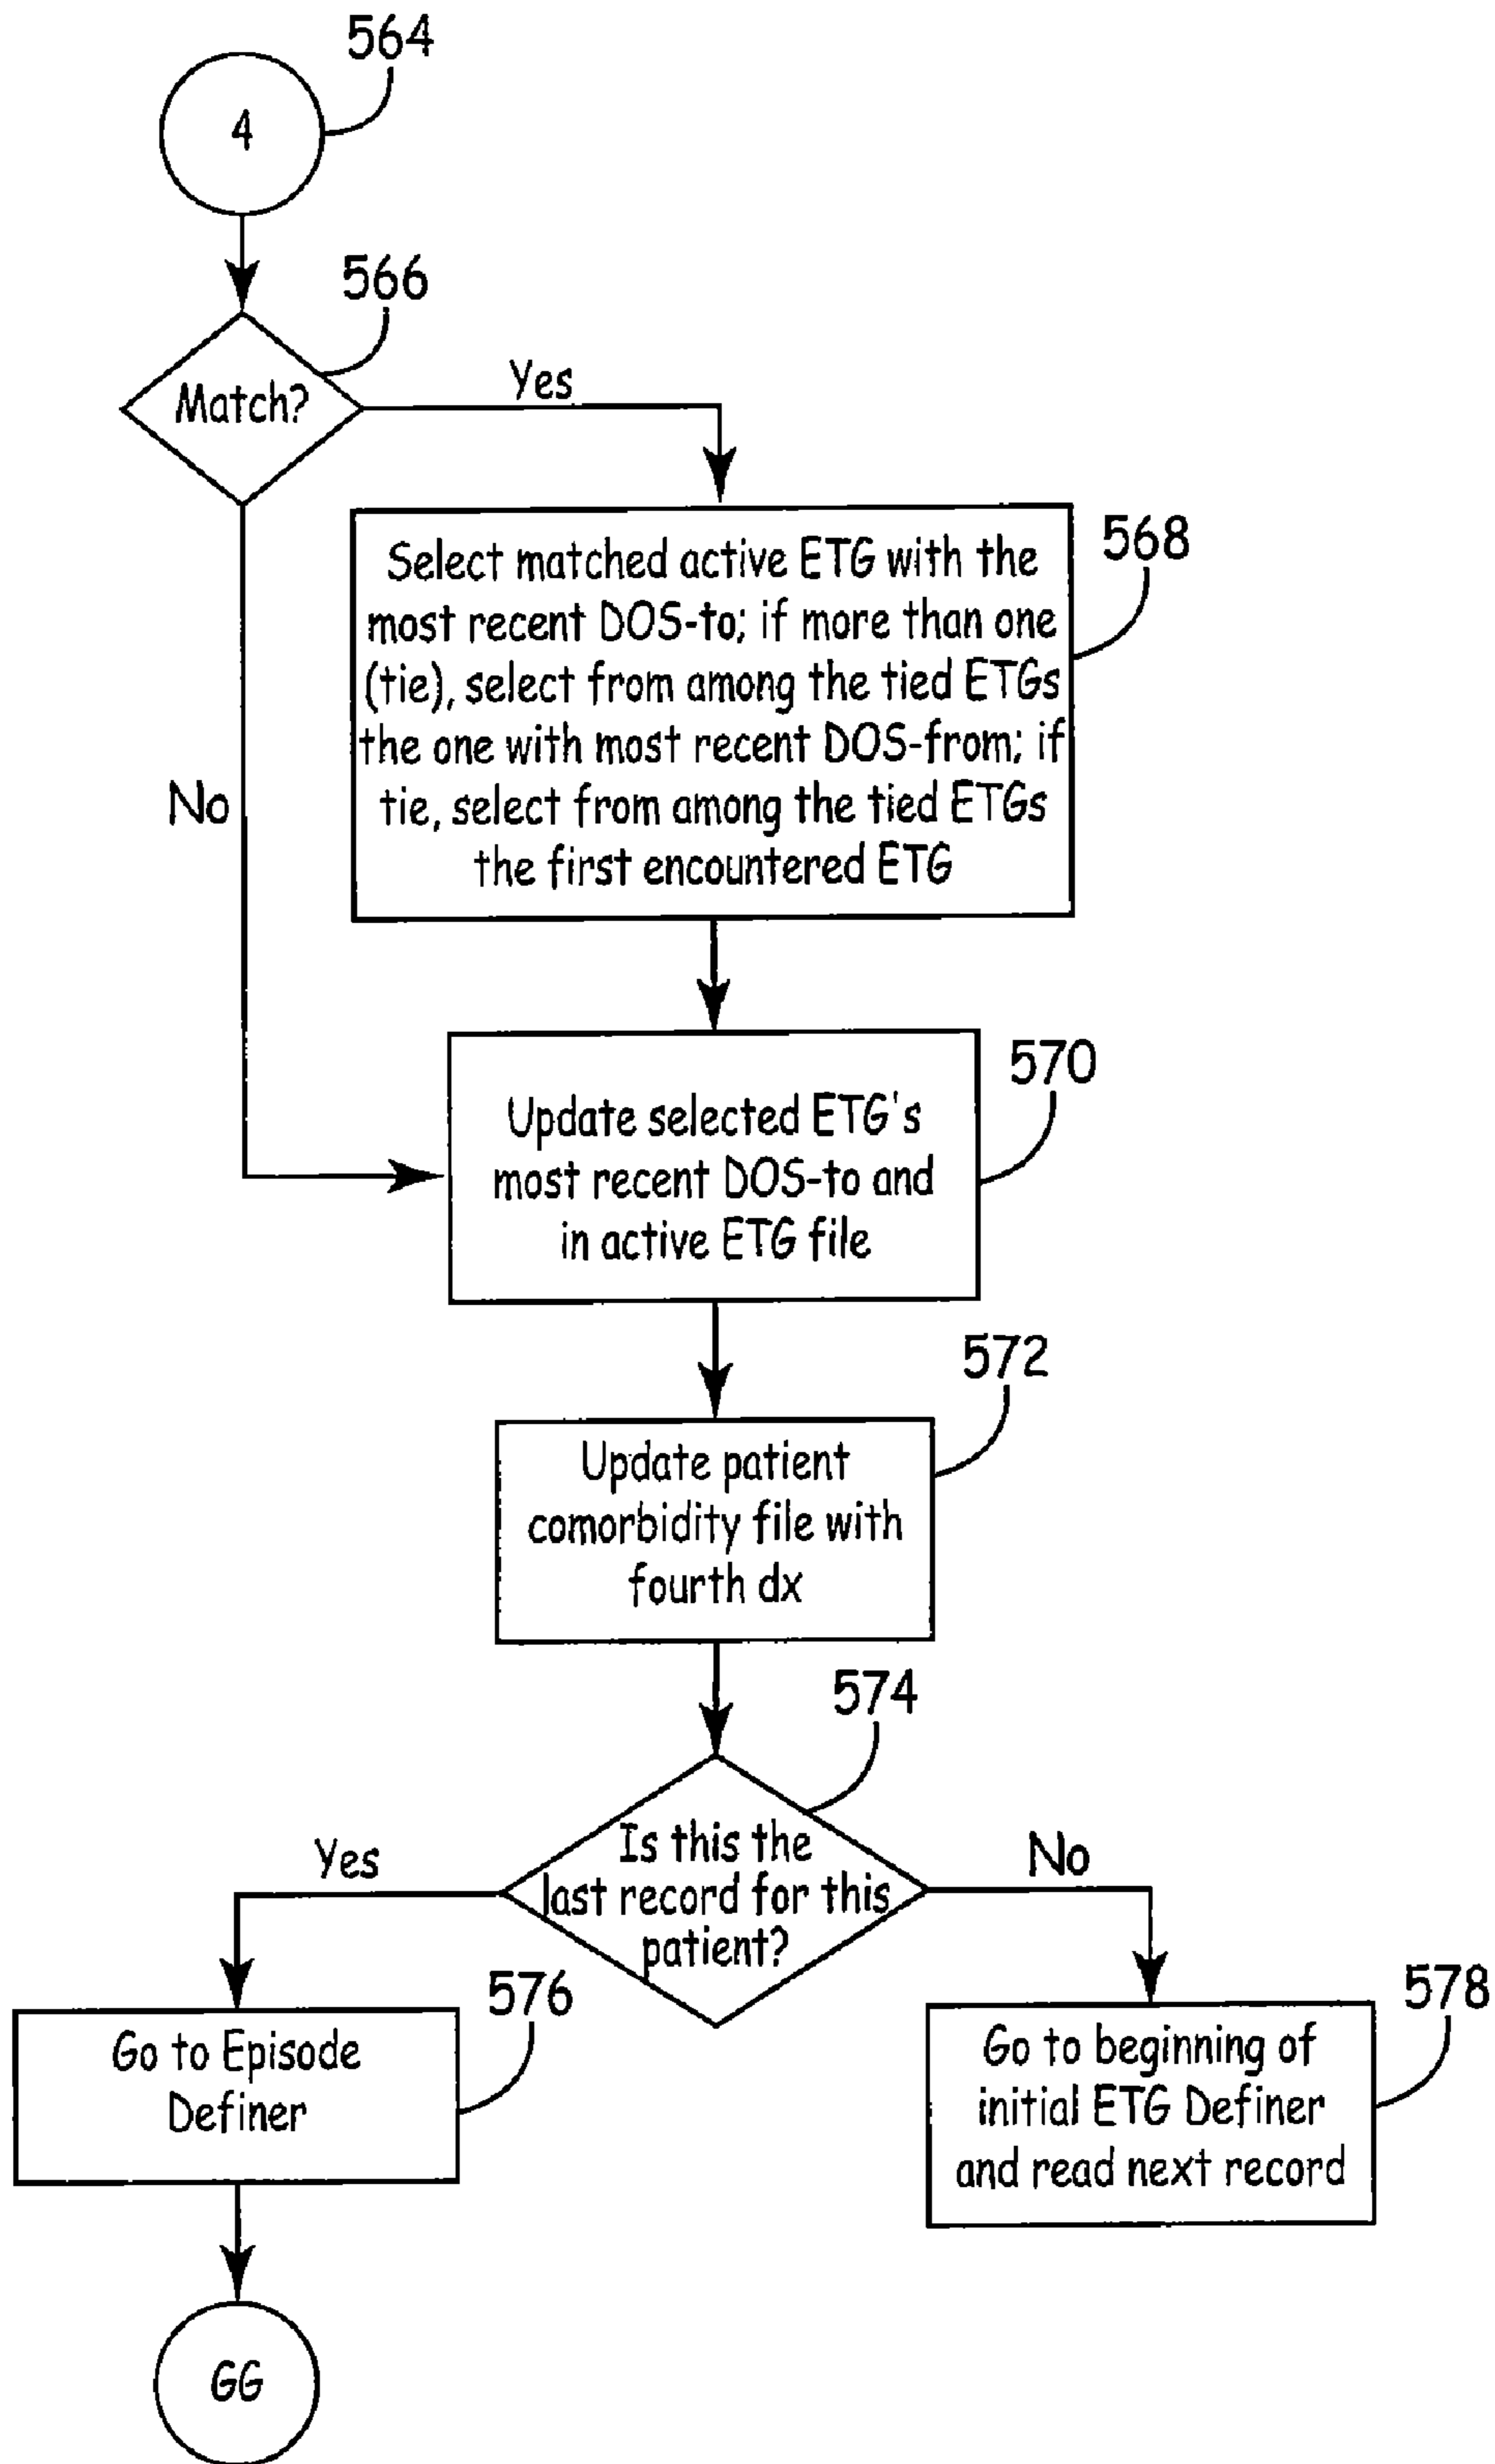 564
4
566
Match?
Yes
568
Select matched active ETG with the
most recent DOS-to; if more than one
(tie), select from among the tied ETGs
the one with most recent DOS-from; if
tie, select from among the tied ETGs
the first encountered ETG
No
570
Update selected ETG's
most recent DOS-to and
in active ETG file
572
Update patient
comorbidity file with
fourth dx
574
Is this the
last record for this
patient?
Yes
No
576
Go to Episode
Definer
578
Go to beginning of
initial ETG Definer
and read next record
GG